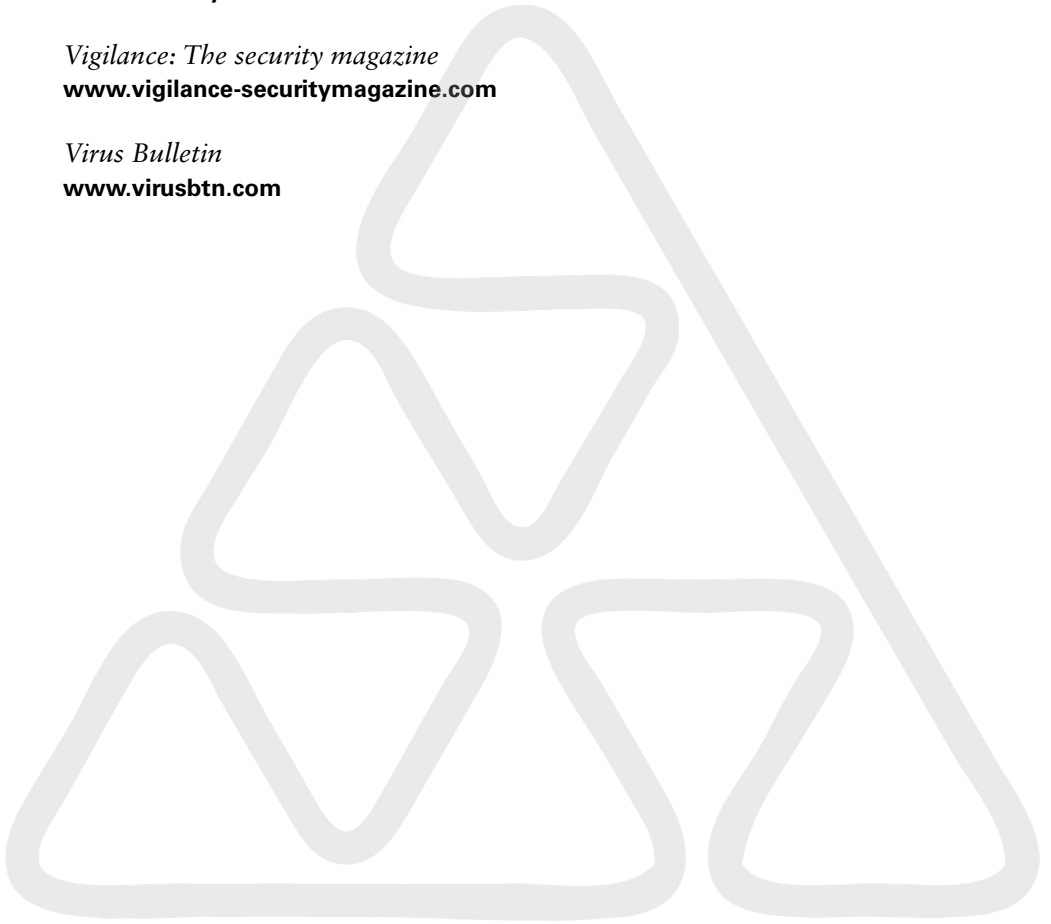 Vigilance: The security magazine
www.vigilance-securitymagazine.com
Virus Bulletin
www.virusbtn.com